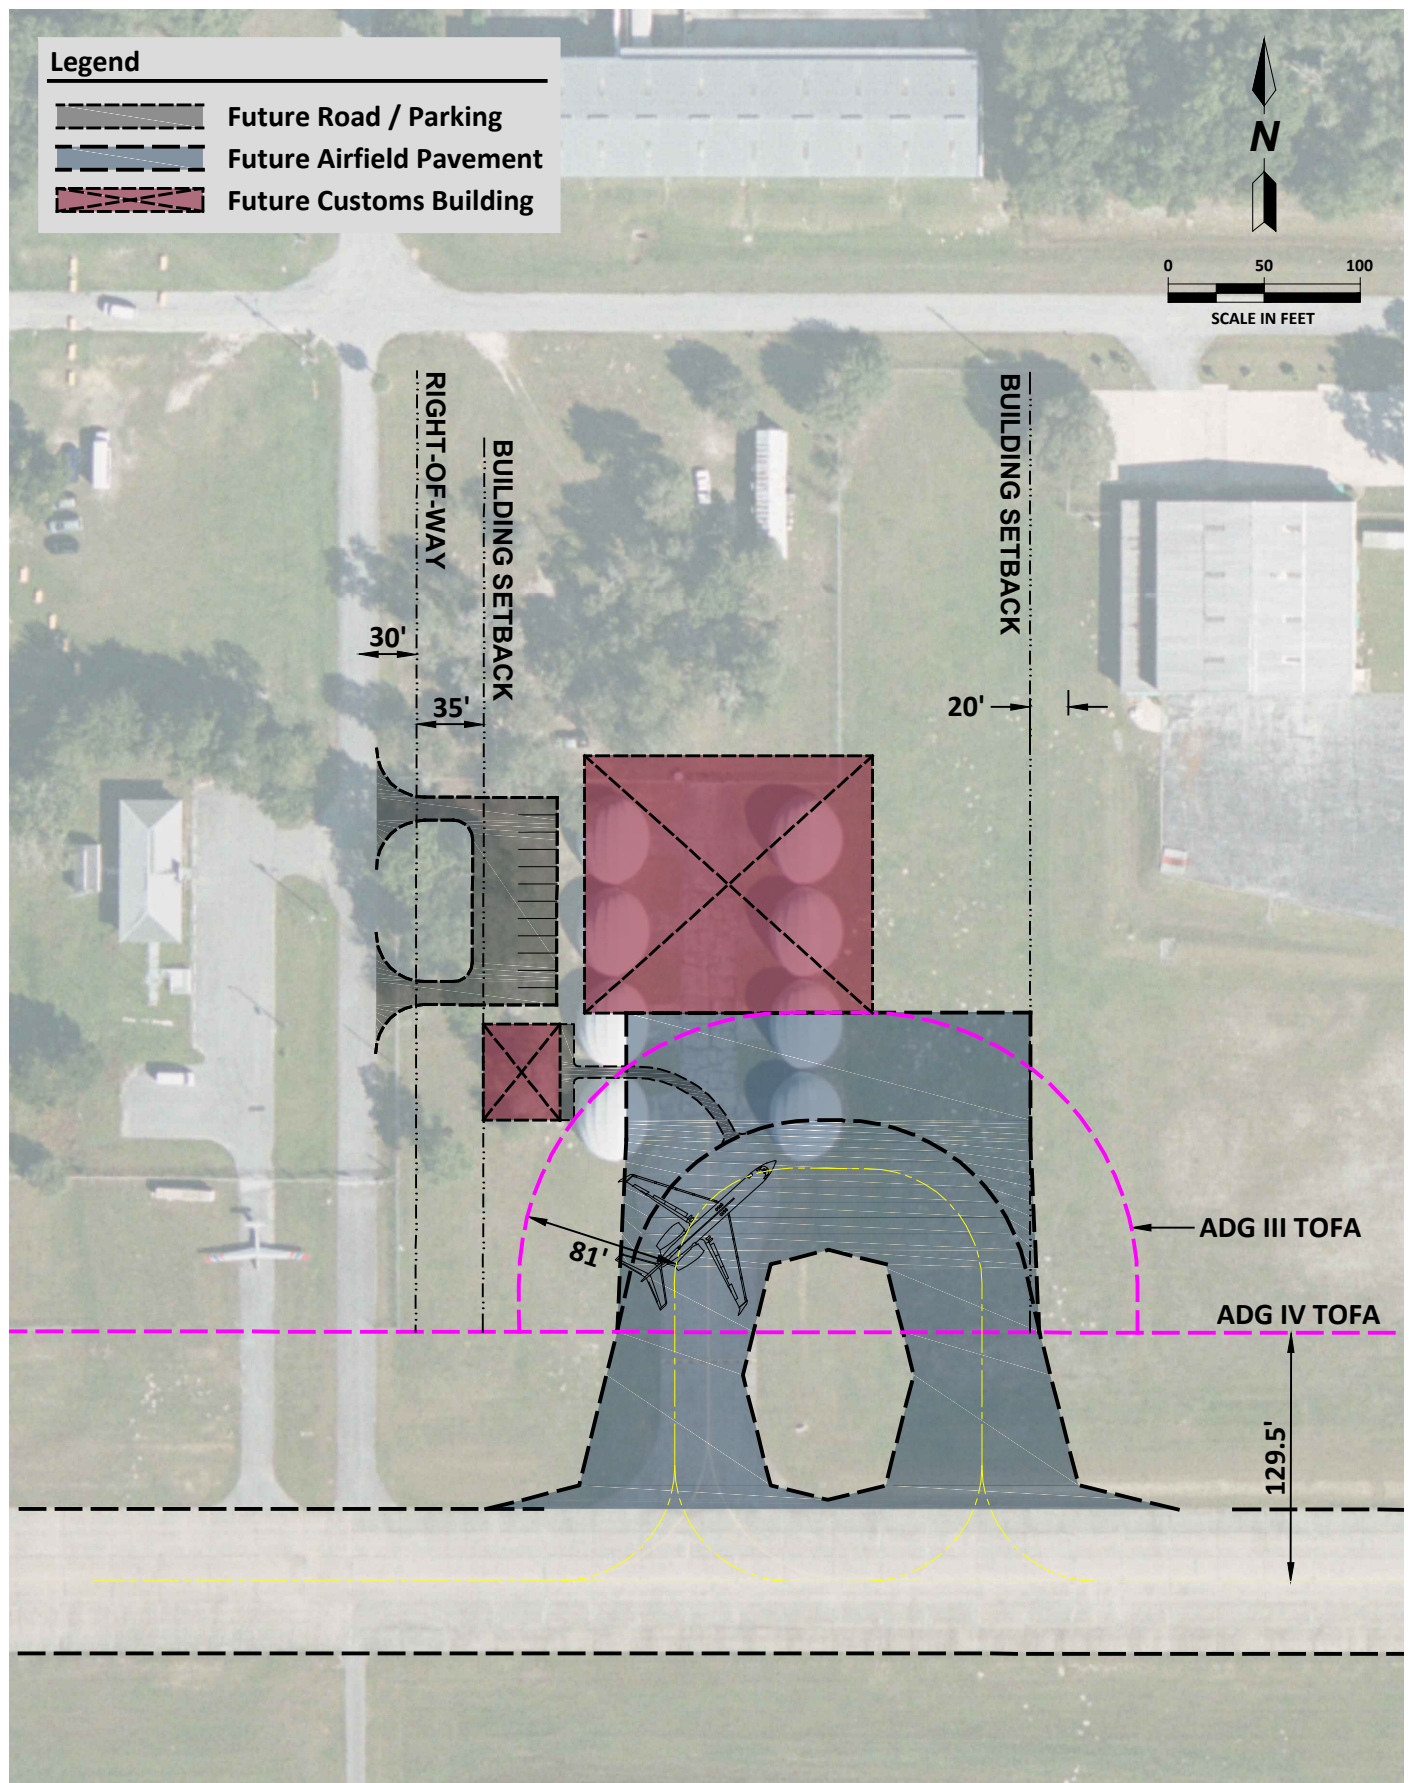 Legend
Future Road / Parking
Future Airfield Pavement
Future Customs Building
N
0 50 100
SCALE IN FEET
RIGHT-OF-WAY
BUILDING SETBACK
BUILDING SETBACK
30'
35'
20'
81'
ADG III TOFA
ADG IV TOFA
129.5'